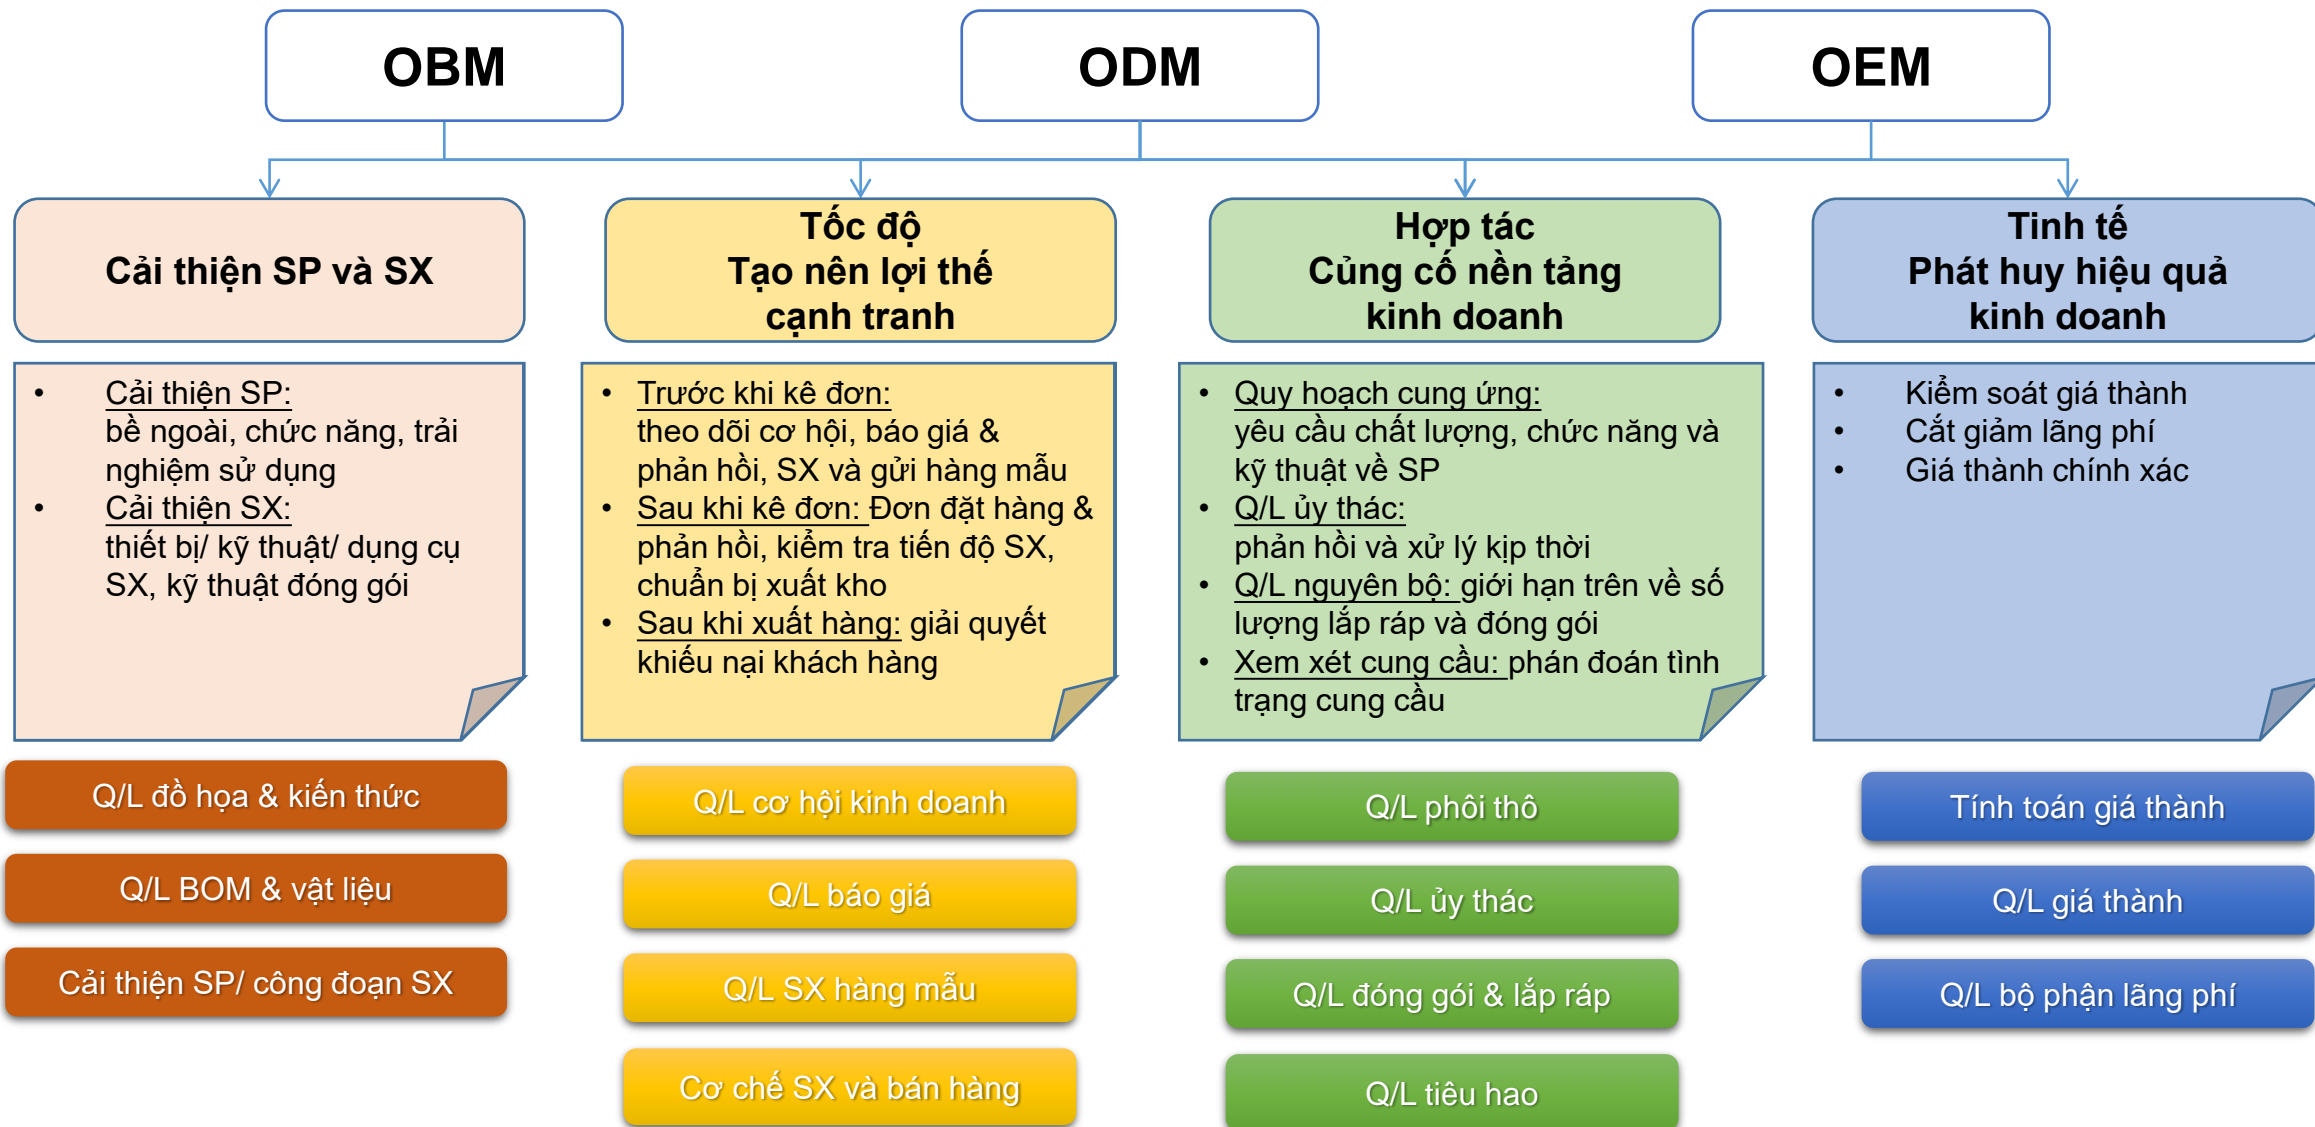 OBM
ODM
OEM
Cải thiện SP và SX
Tốc độ
Tạo nên lợi thế
cạnh tranh
Hợp tác
Củng cố nền tảng
kinh doanh
Tinh tế
Phát huy hiệu quả
kinh doanh
• Cải thiện SP:
bề ngoài, chức năng, trải
nghiệm sử dụng
• Cải thiện SX:
thiết bị/ kỹ thuật/ dụng cụ
SX, kỹ thuật đóng gói
• Trước khi kê đơn:
theo dõi cơ hội, báo giá &
phản hồi, SX và gửi hàng mẫu
• Sau khi kê đơn: Đơn đặt hàng &
phản hồi, kiểm tra tiến độ SX,
chuẩn bị xuất kho
• Sau khi xuất hàng: giải quyết
khiếu nại khách hàng
• Quy hoạch cung ứng:
yêu cầu chất lượng, chức năng và
kỹ thuật về SP
• Q/L ủy thác:
phản hồi và xử lý kịp thời
• Q/L nguyên bộ: giới hạn trên về số
lượng lắp ráp và đóng gói
• Xem xét cung cầu: phán đoán tình
trạng cung cầu
• Kiểm soát giá thành
• Cắt giảm lãng phí
• Giá thành chính xác
Q/L đồ họa & kiến thức
Q/L BOM & vật liệu
Cải thiện SP/ công đoạn SX
Q/L cơ hội kinh doanh
Q/L báo giá
Q/L SX hàng mẫu
Cơ chế SX và bán hàng
Q/L phôi thô
Q/L ủy thác
Q/L đóng gói & lắp ráp
Q/L tiêu hao
Tính toán giá thành
Q/L giá thành
Q/L bộ phận lãng phí